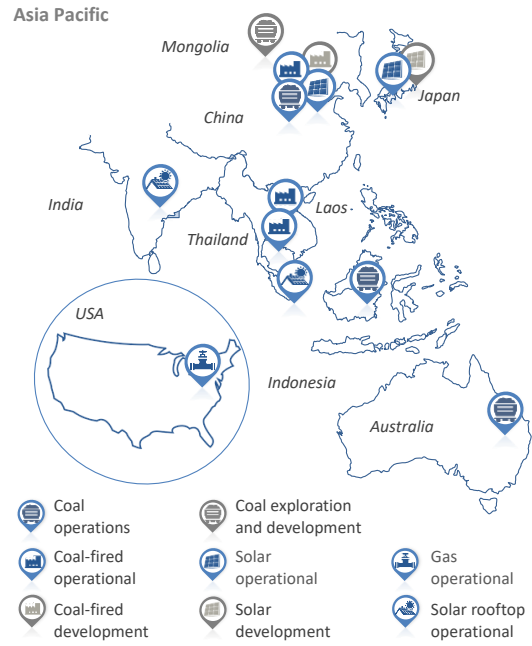 Asia Pacific
Mongolia
Japan
China
India
Laos
Thailand
USA
Indonesia
Australia
Coal
operations
Coal exploration
and development
Coal-fired
operational
Solar
operational
Gas
operational
Coal-fired
development
Solar
development
Solar rooftop
operational